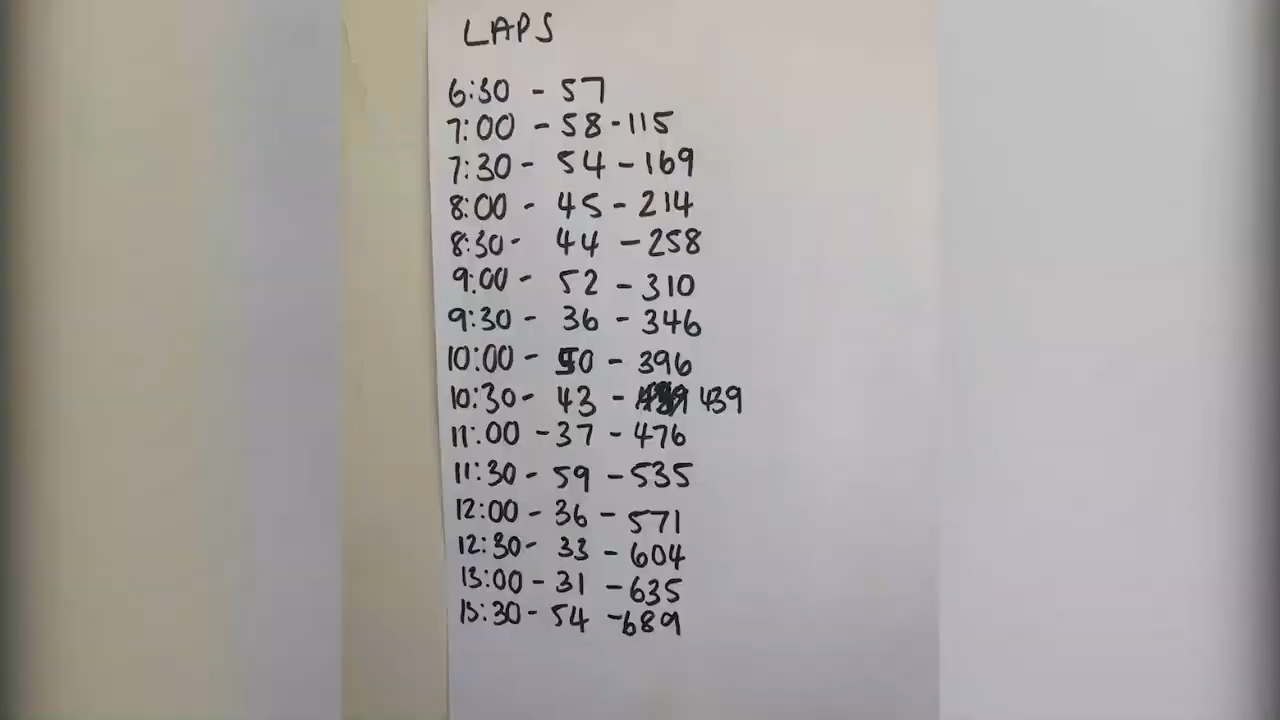 LAPS
6:30 - 57
7:00 - 58 - 115
7:30 - 54 - 169
8:00 - 45 - 214
8:30 - 44 - 258
9:00 - 52 - 310
9:30 - 36 - 346
10:00 - 50 - 396
10:30 - 43 - 439
11:00 - 37 - 476
11:30 - 59 - 535
12:00 - 36 - 571
12:30 - 33 - 604
13:00 - 31 - 635
13:30 - 54 - 689